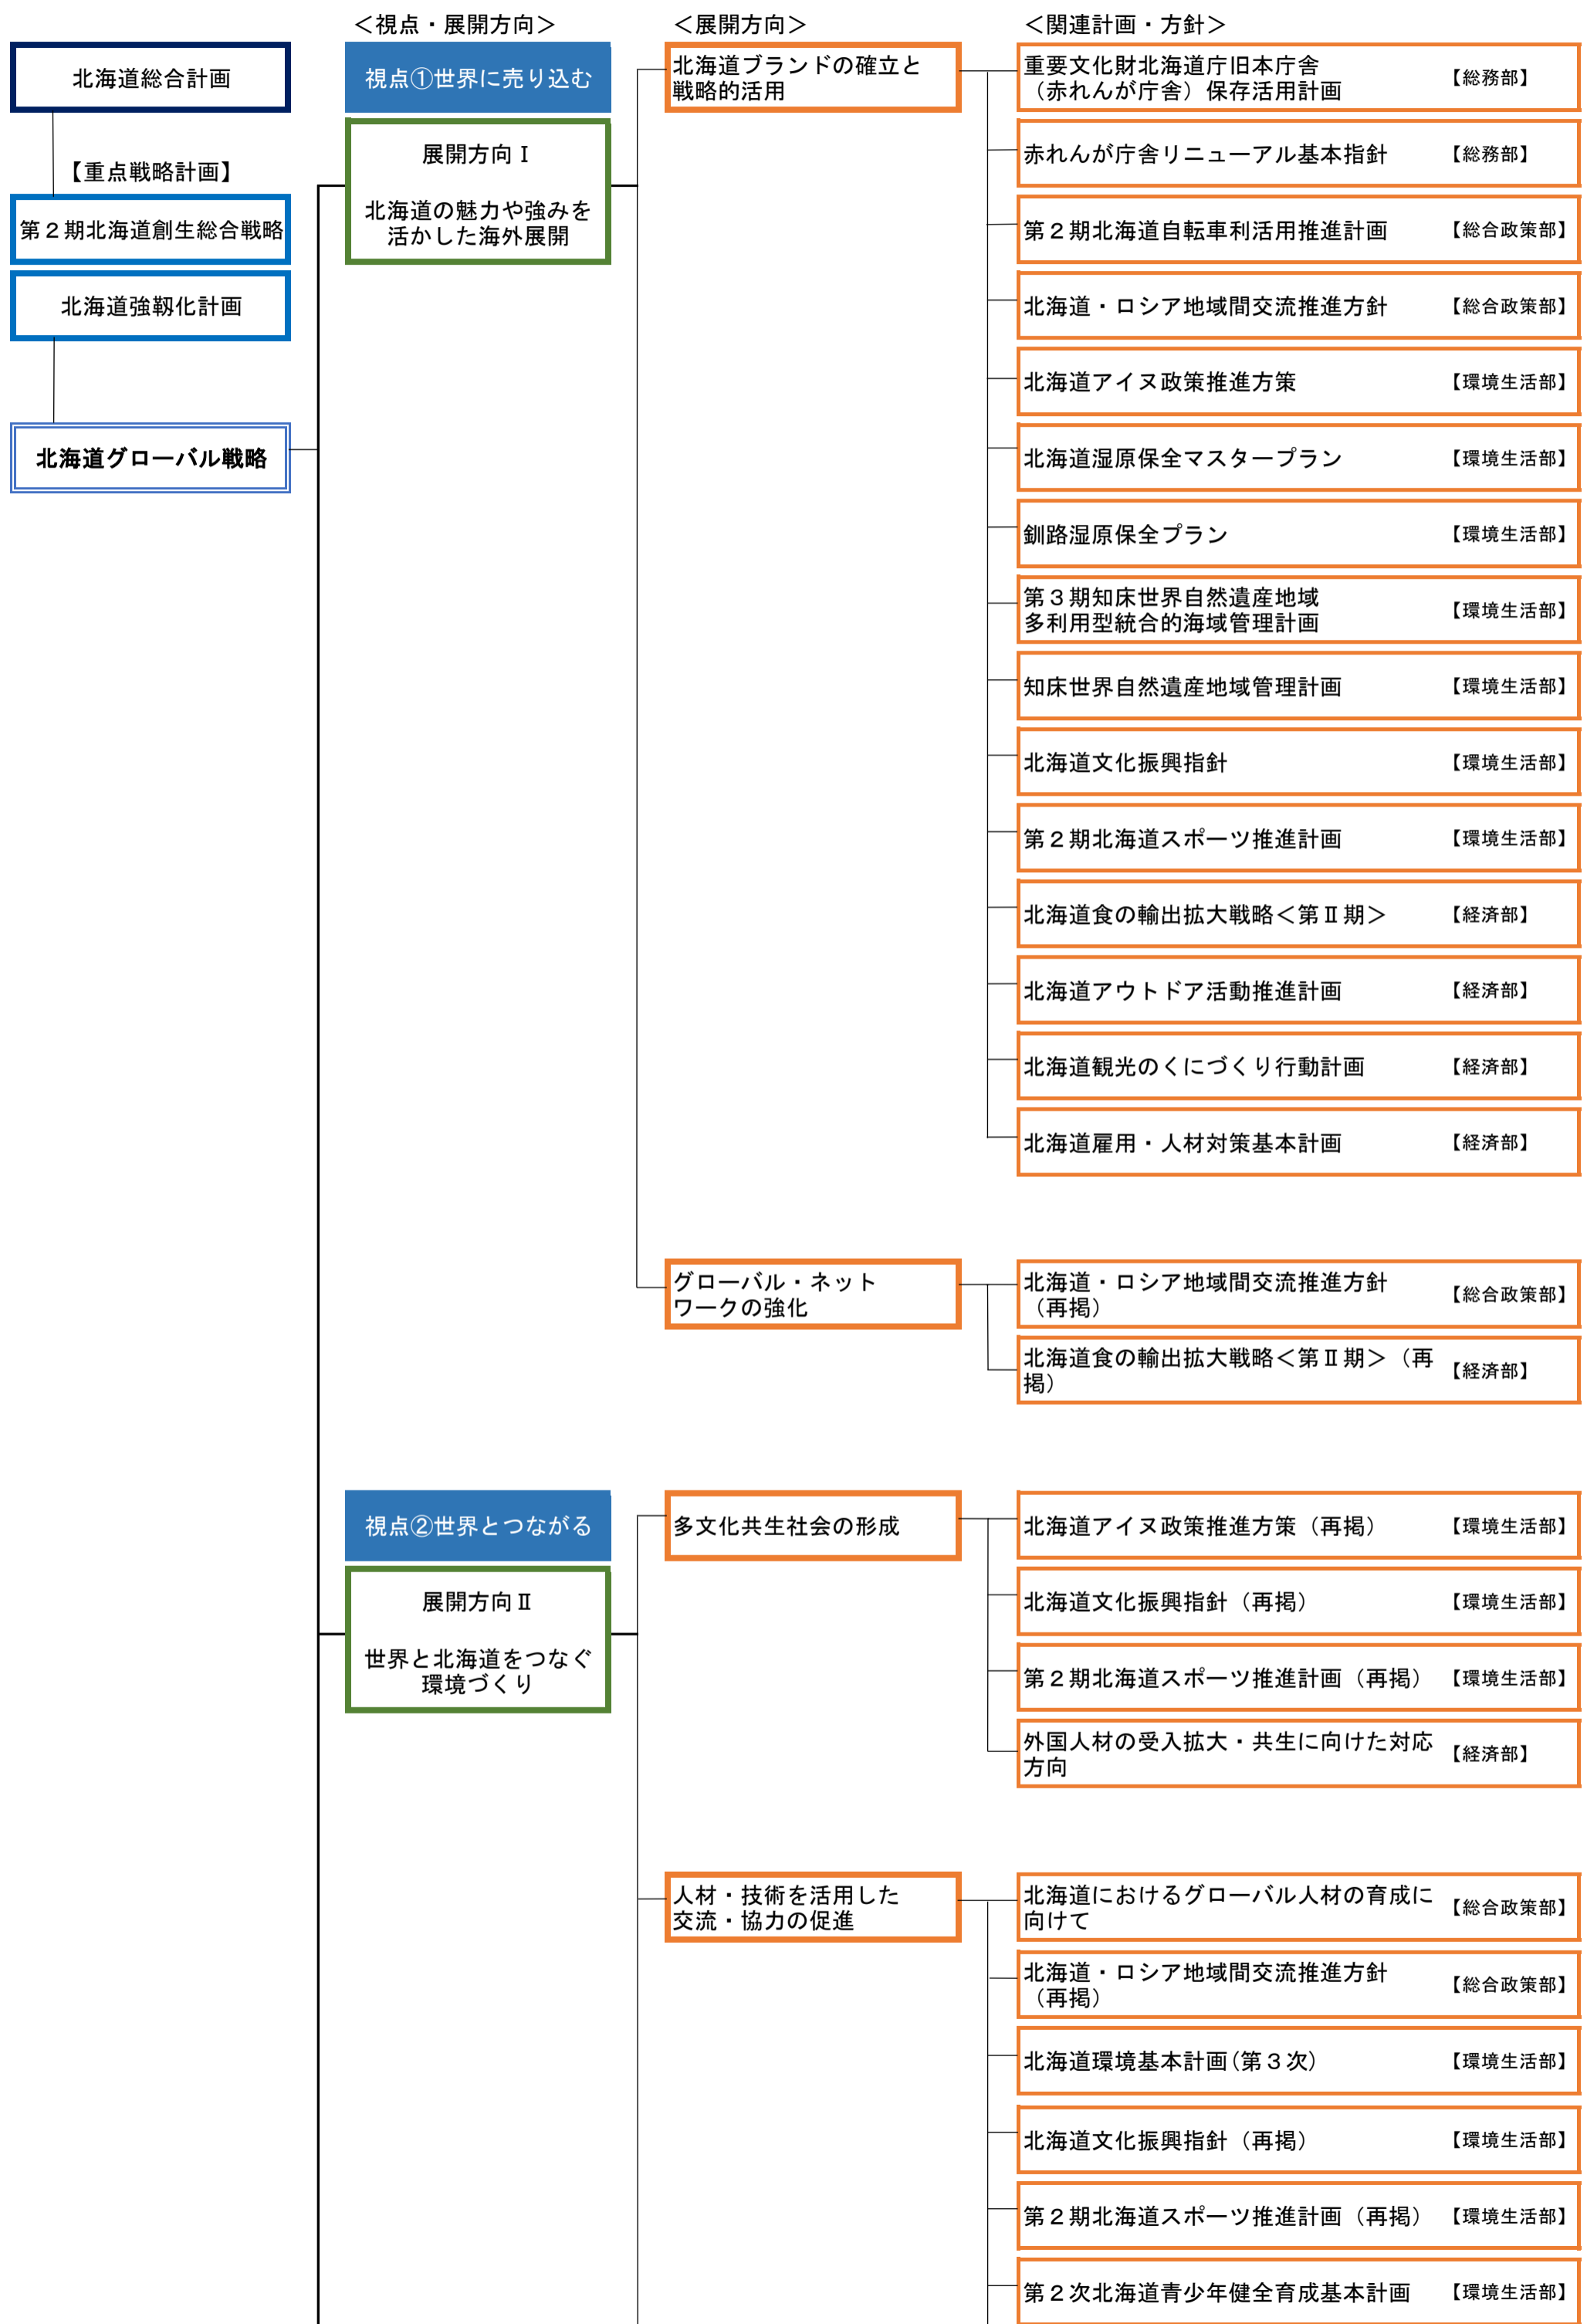 ＜視点・展開方向＞
＜展開方向＞
＜関連計画・方針＞
北海道総合計画
【重点戦略計画】
第２期北海道創生総合戦略
北海道強靱化計画
北海道グローバル戦略
視点①世界に売り込む
展開方向Ⅰ
北海道の魅力や強みを
活かした海外展開
北海道ブランドの確立と
戦略的活用
重要文化財北海道庁旧本庁舎
（赤れんが庁舎）保存活用計画
【総務部】
赤れんが庁舎リニューアル基本指針 【総務部】
第２期北海道自転車利活用推進計画 【総合政策部】
北海道・ロシア地域間交流推進方針 【総合政策部】
北海道アイヌ政策推進方策 【環境生活部】
北海道湿原保全マスタープラン 【環境生活部】
釧路湿原保全プラン 【環境生活部】
第３期知床世界自然遺産地域
多利用型統合的海域管理計画
【環境生活部】
知床世界自然遺産地域管理計画 【環境生活部】
北海道文化振興指針 【環境生活部】
第２期北海道スポーツ推進計画 【環境生活部】
北海道食の輸出拡大戦略＜第Ⅱ期＞ 【経済部】
北海道アウトドア活動推進計画 【経済部】
北海道観光のくにづくり行動計画 【経済部】
北海道雇用・人材対策基本計画 【経済部】
グローバル・ネット
ワークの強化
北海道・ロシア地域間交流推進方針
（再掲）
【総合政策部】
北海道食の輸出拡大戦略＜第Ⅱ期＞（再
掲）
【経済部】
視点②世界とつながる
展開方向Ⅱ
世界と北海道をつなぐ
環境づくり
多文化共生社会の形成
北海道アイヌ政策推進方策（再掲） 【環境生活部】
北海道文化振興指針（再掲） 【環境生活部】
第２期北海道スポーツ推進計画（再掲） 【環境生活部】
外国人材の受入拡大・共生に向けた対応
方向
【経済部】
人材・技術を活用した
交流・協力の促進
北海道におけるグローバル人材の育成に
向けて
【総合政策部】
北海道・ロシア地域間交流推進方針
（再掲）
【総合政策部】
北海道環境基本計画(第３次) 【環境生活部】
北海道文化振興指針（再掲） 【環境生活部】
第２期北海道スポーツ推進計画（再掲） 【環境生活部】
第２次北海道青少年健全育成基本計画 【環境生活部】